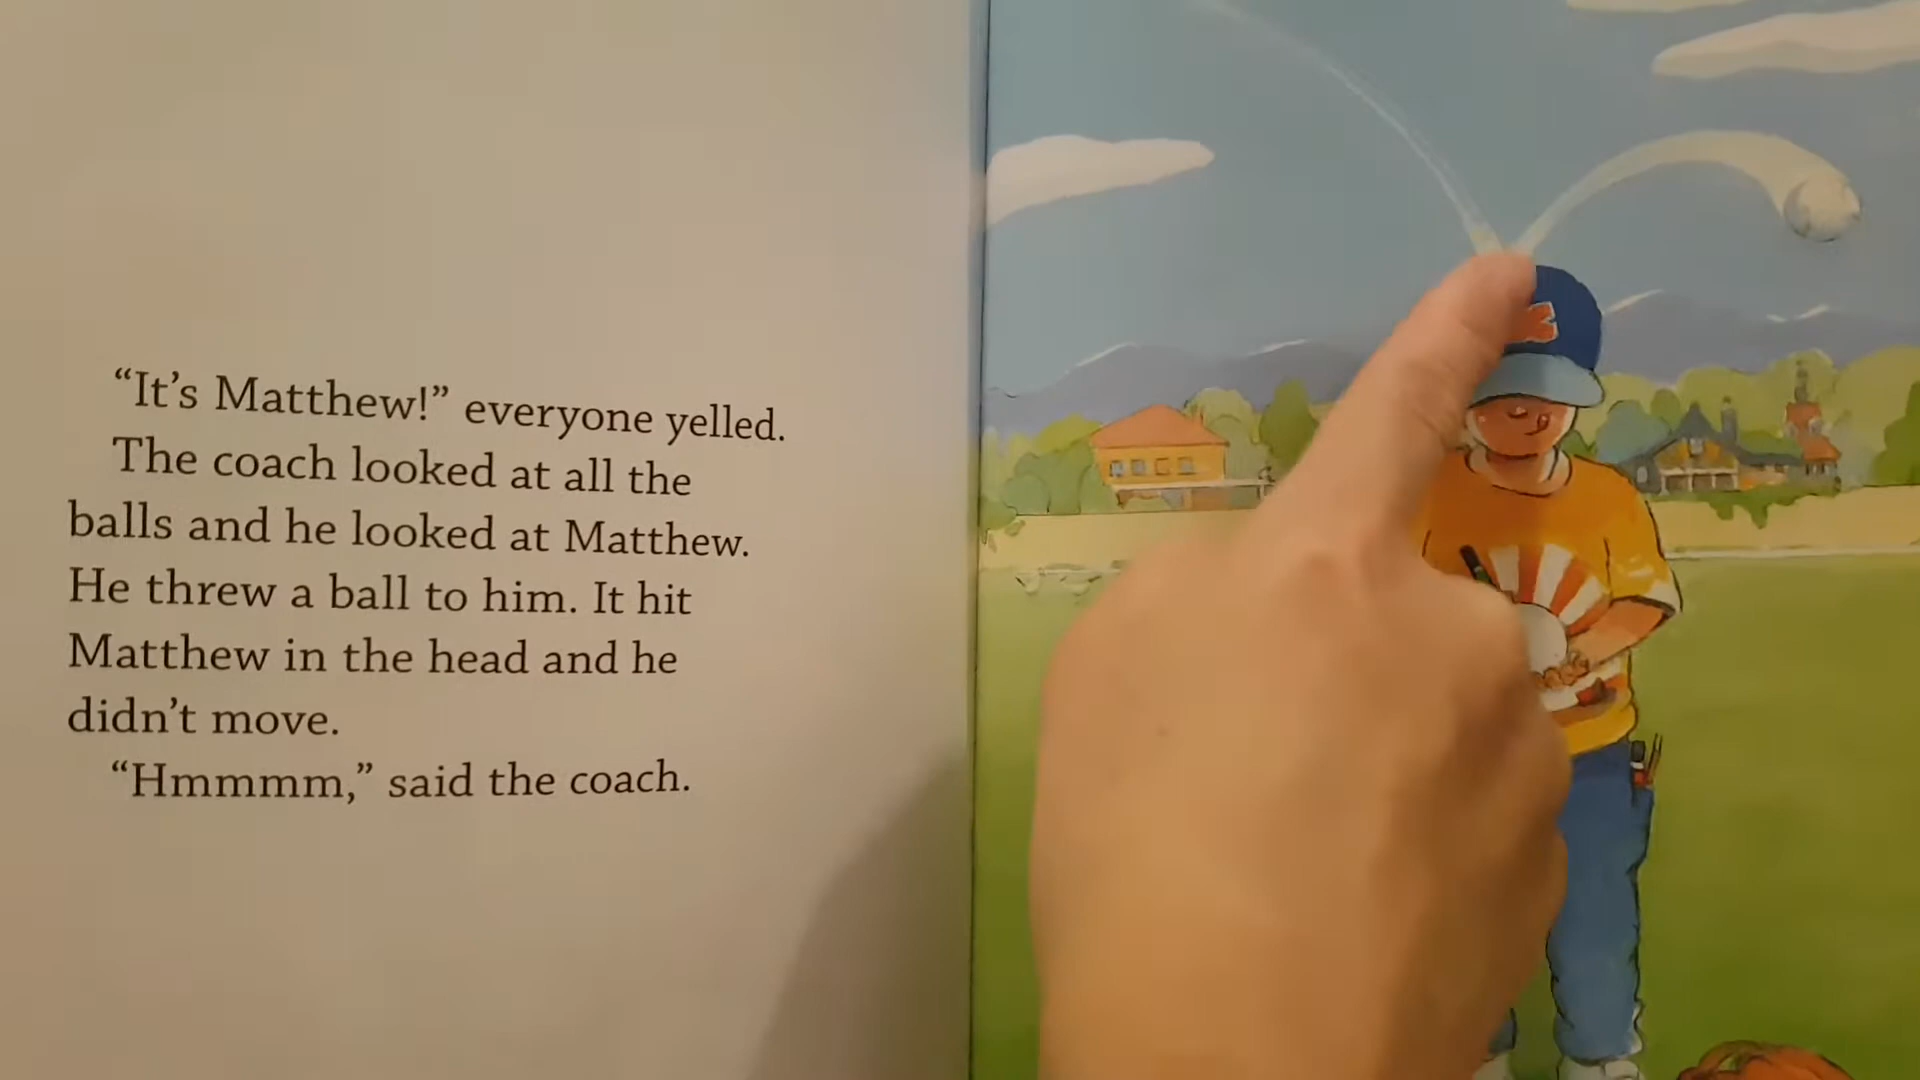 “It’s Matthew!” everyone yelled.
The coach looked at all the
balls and he looked at Matthew.
He threw a ball to him. It hit
Matthew in the head and he
didn’t move.
“Hmmmm,” said the coach.